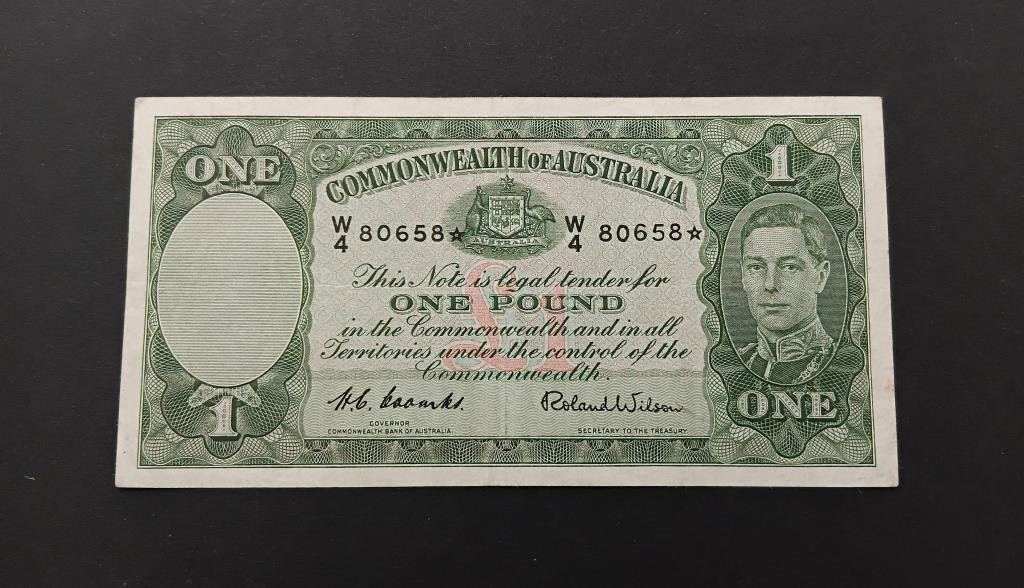 ONE
1
COMMONWEALTH OF AUSTRALIA
W/4 80658☆ W/4 80658☆
AUSTRALIA
This Note is legal tender for
ONE POUND
in the Commonwealth and in all
Territories under the control of the
Commonwealth.
£1
H.C. Coombs. Roland Wilson
GOVERNOR SECRETARY TO THE TREASURY
COMMONWEALTH BANK OF AUSTRALIA.
1
ONE